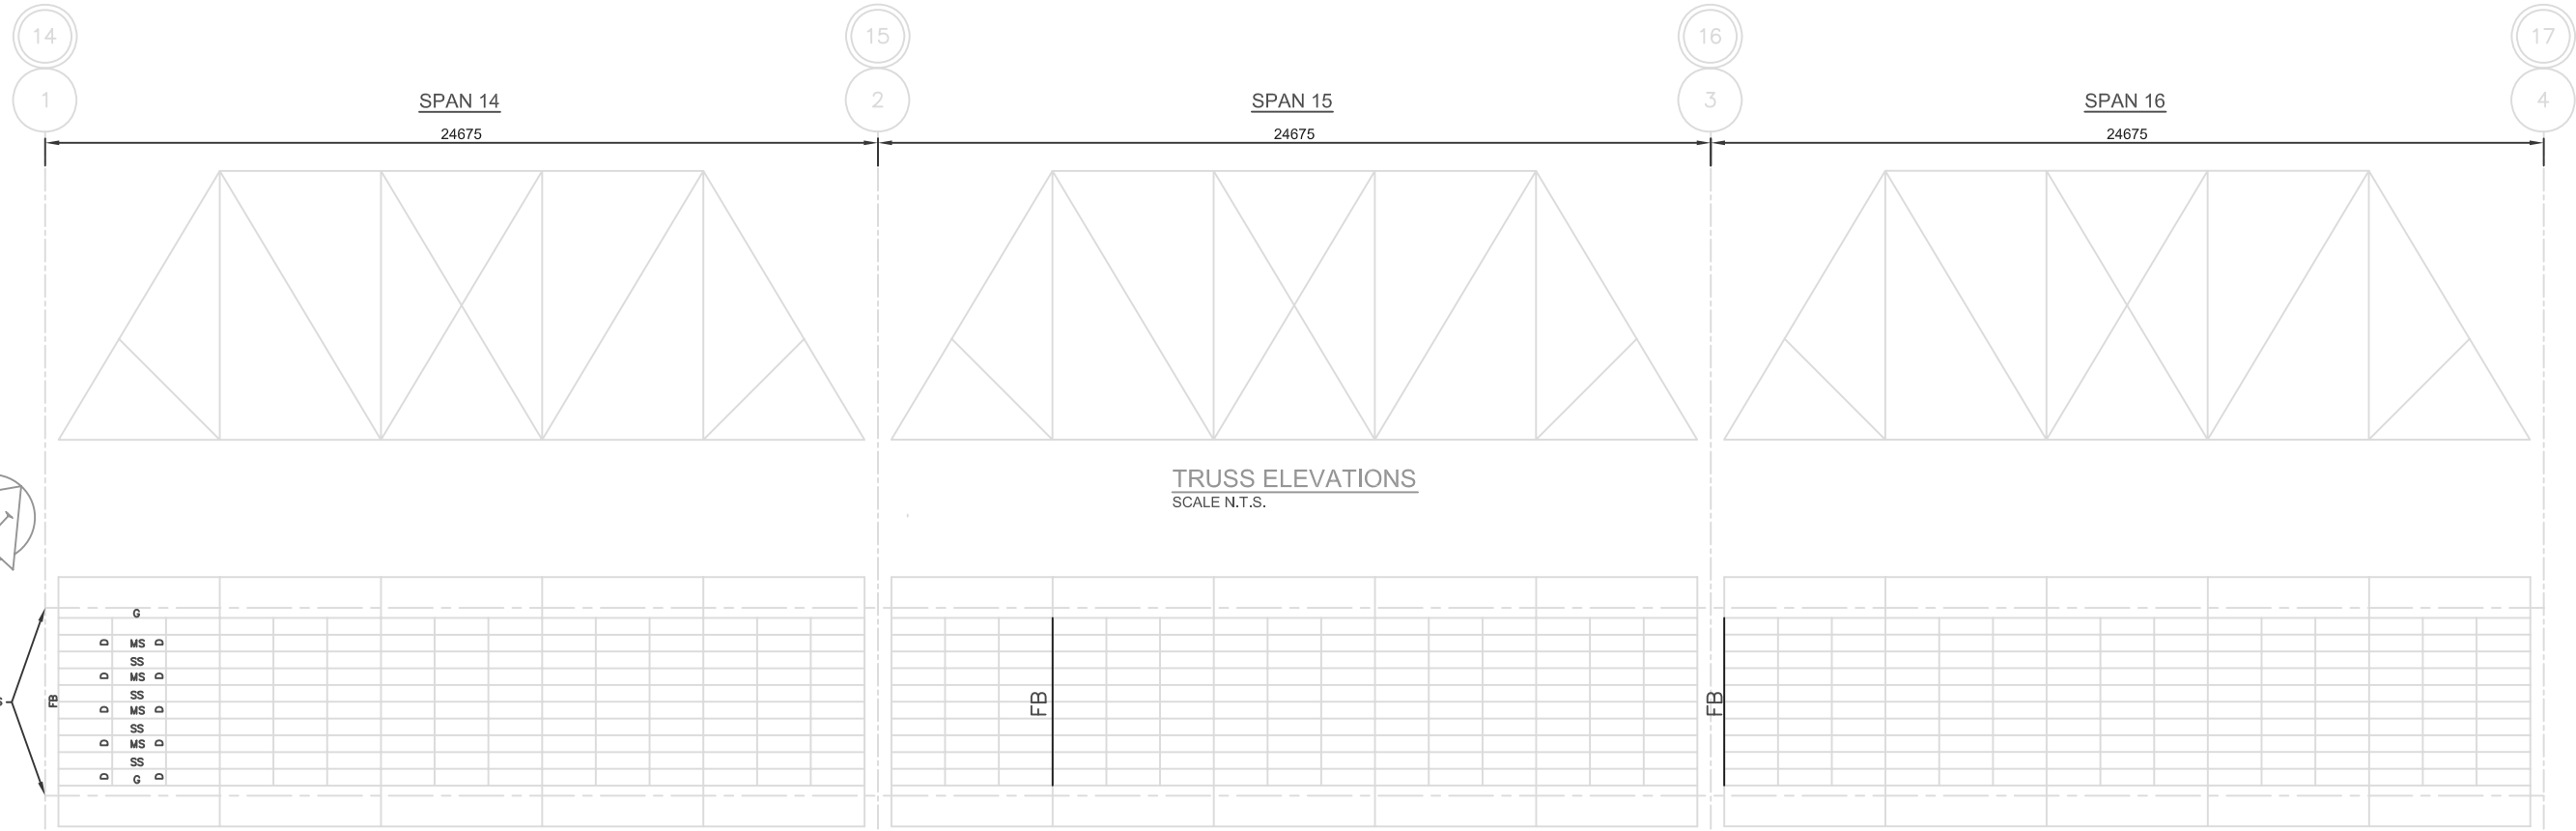 14 15 16 17
1 2 3 4
SPAN 14 SPAN 15 SPAN 16
24675 24675 24675
TRUSS ELEVATIONS
SCALE N.T.S.
G
D MS D
SS
D MS D
SS
FB FB FB
D MS D
SS
D MS D
SS
D G D